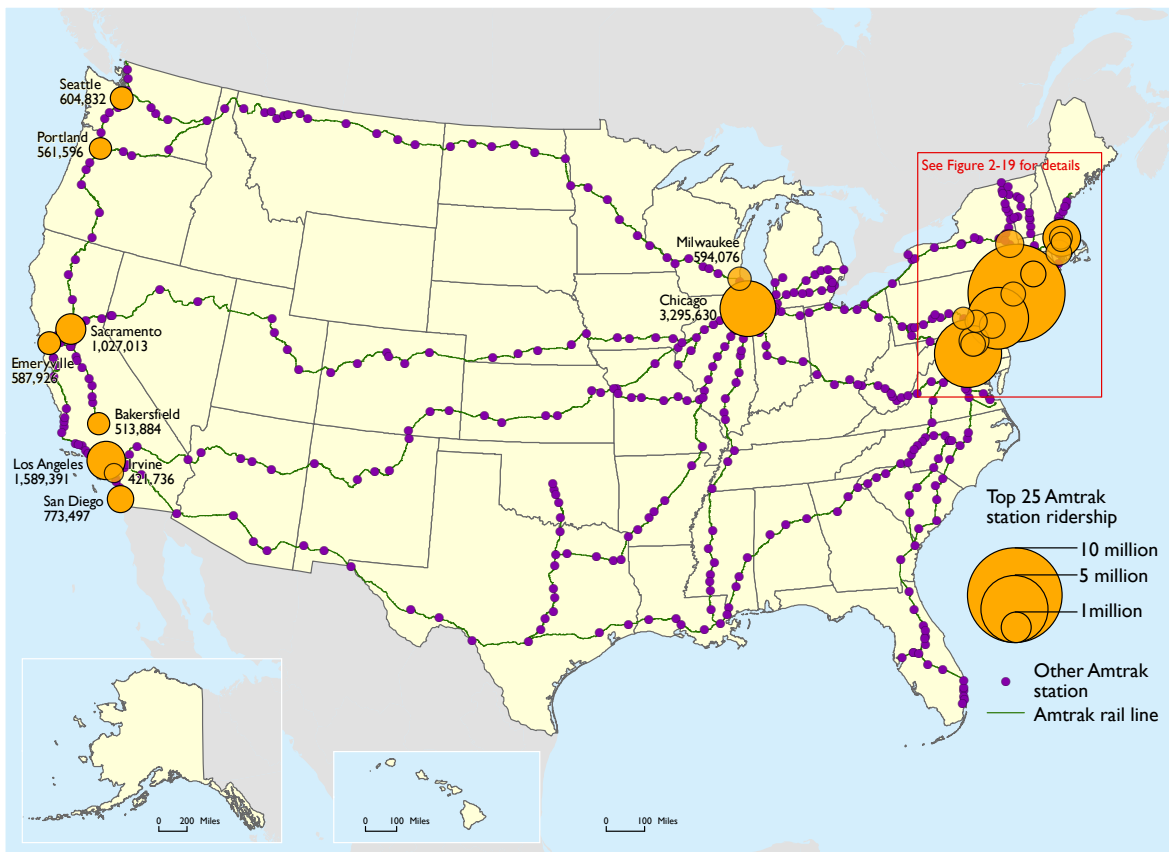 Seattle
604,832
Portland
561,596
See Figure 2-19 for details
Milwaukee
594,076
Chicago
3,295,630
Sacramento
1,027,013
Emeryville
587,926
Bakersfield
513,884
Los Angeles
1,589,391
Irvine
421,736
San Diego
773,497
Top 25 Amtrak
station ridership
10 million
5 million
1million
Other Amtrak
station
Amtrak rail line
0 200 Miles
0 100 Miles
0 100 Miles